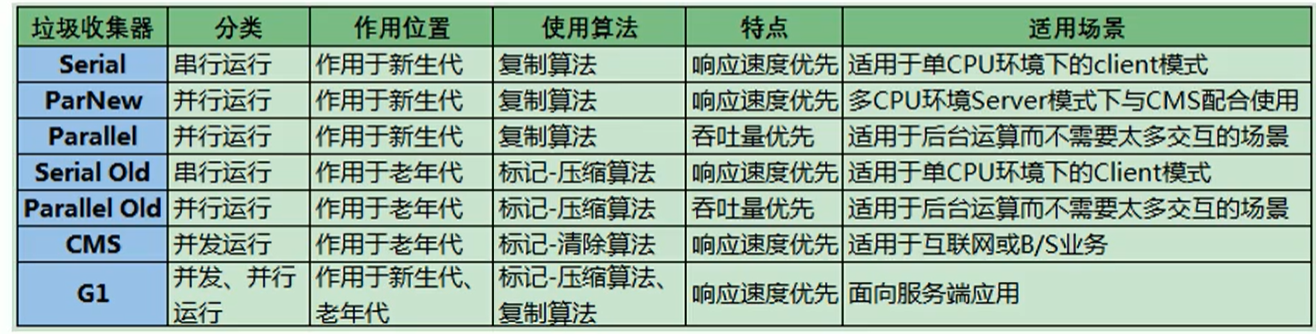 垃圾收集器 分类 作用位置 使用算法 特点 适用场景
Serial 串行运行 作用于新生代 复制算法 响应速度优先 适用于单CPU环境下的client模式
ParNew 并行运行 作用于新生代 复制算法 响应速度优先 多CPU环境Server模式下与CMS配合使用
Parallel 并行运行 作用于新生代 复制算法 吞吐量优先 适用于后台运算而不需要太多交互的场景
Serial Old 串行运行 作用于老年代 标记-压缩算法 响应速度优先 适用于单CPU环境下的Client模式
Parallel Old 并行运行 作用于老年代 标记-压缩算法 吞吐量优先 适用于后台运算而不需要太多交互的场景
CMS 并发运行 作用于老年代 标记-清除算法 响应速度优先 适用于互联网或B/S业务
G1 并发、并行 作用于新生代、 标记-压缩算法、 响应速度优先 面向服务端应用
运行 老年代 复制算法